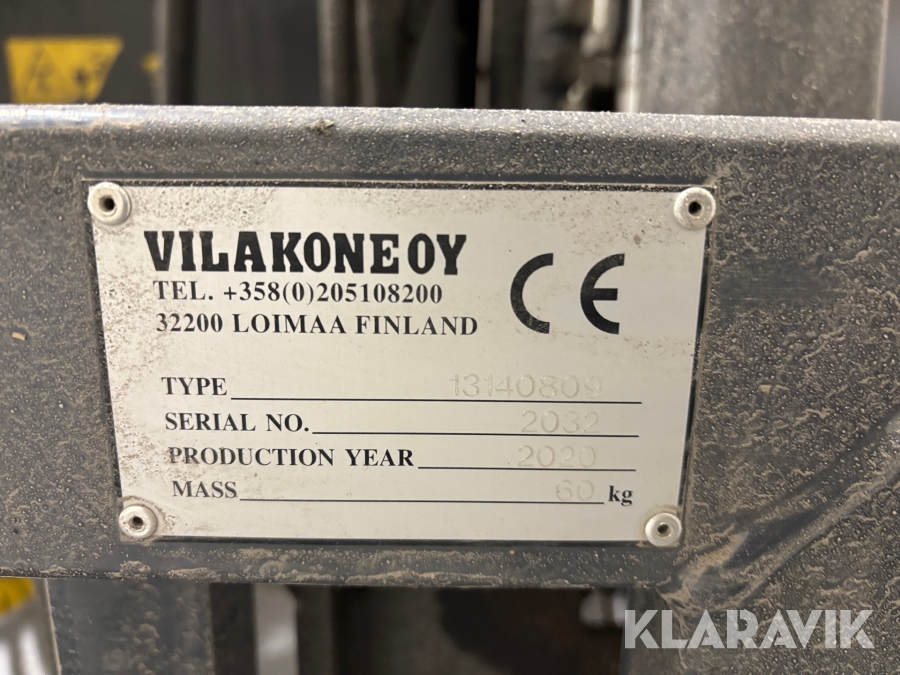 VILAKONE OY
TEL. +358(0)205108200
32200 LOIMAA FINLAND
CE
TYPE 13140809
SERIAL NO. 2032
PRODUCTION YEAR 2020
MASS 60 kg
KLARAVIK